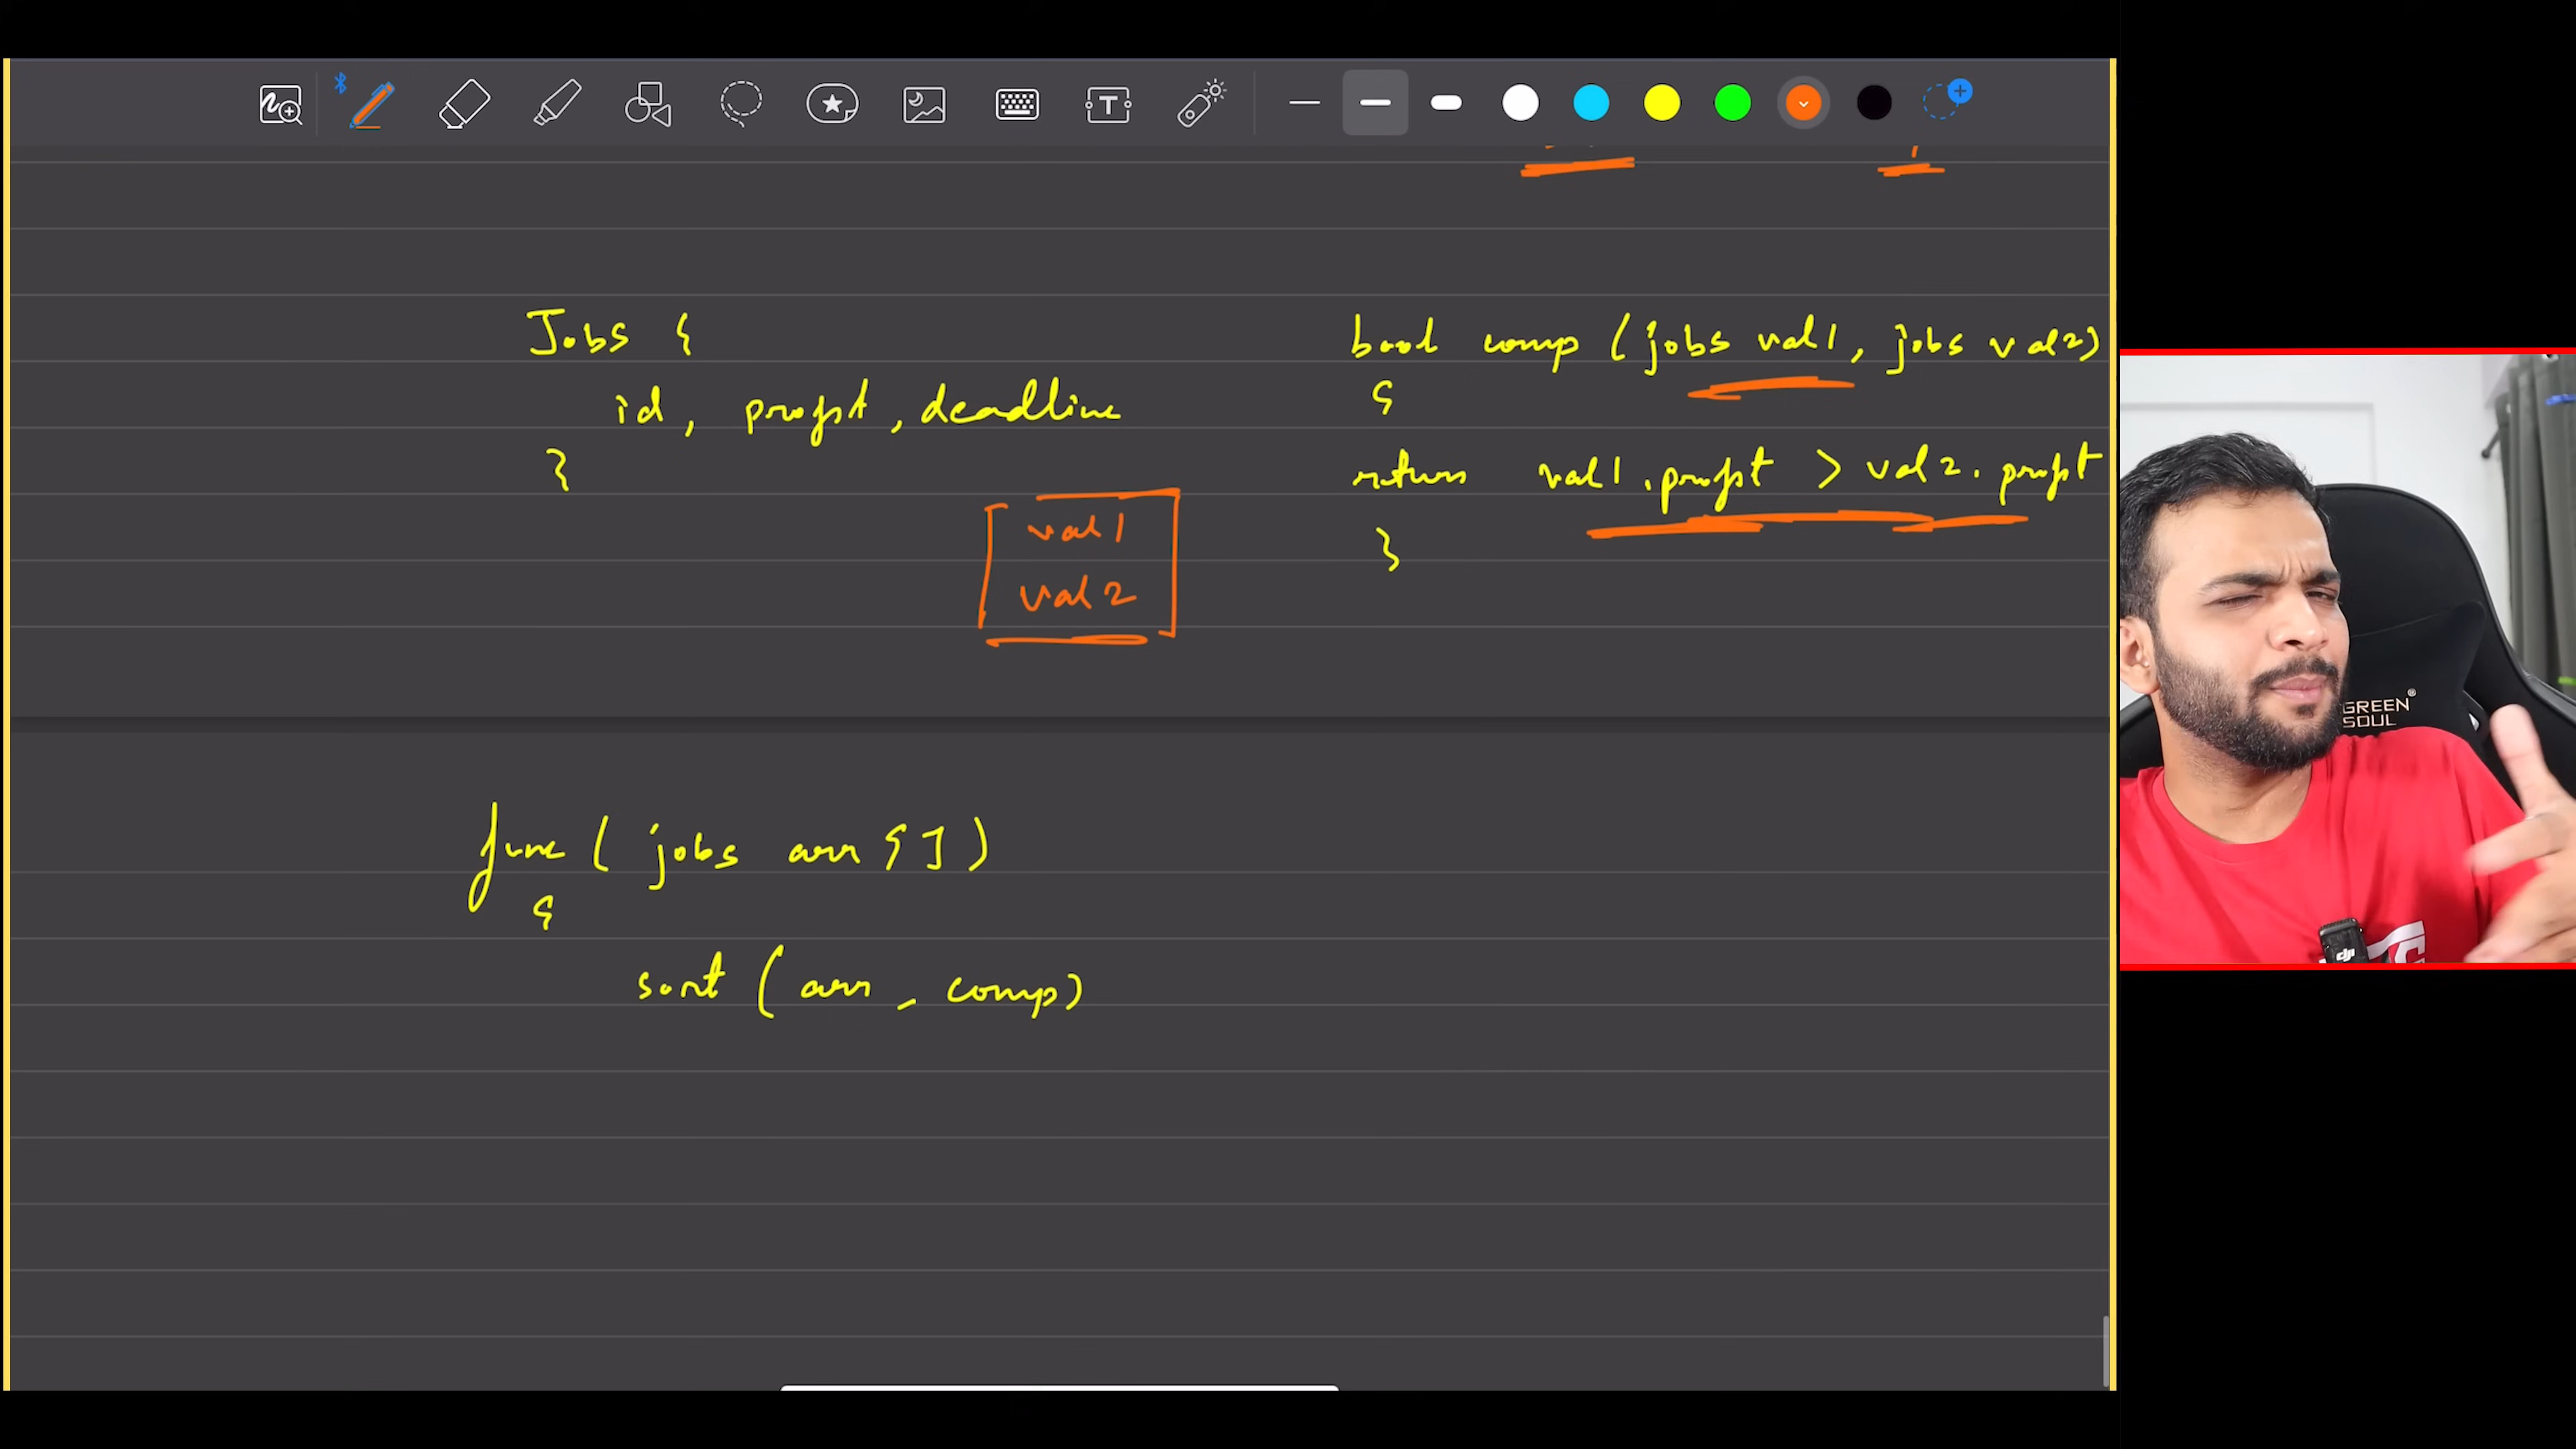 Jobs {
id, profit, deadline
}
val1
val2
bool comp (jobs val1, jobs val2)
{
return val1.profit > val2.profit
}
func ( jobs arr [ ] )
{
sort ( arr, comp)
T
GREEN
SOUL
dji